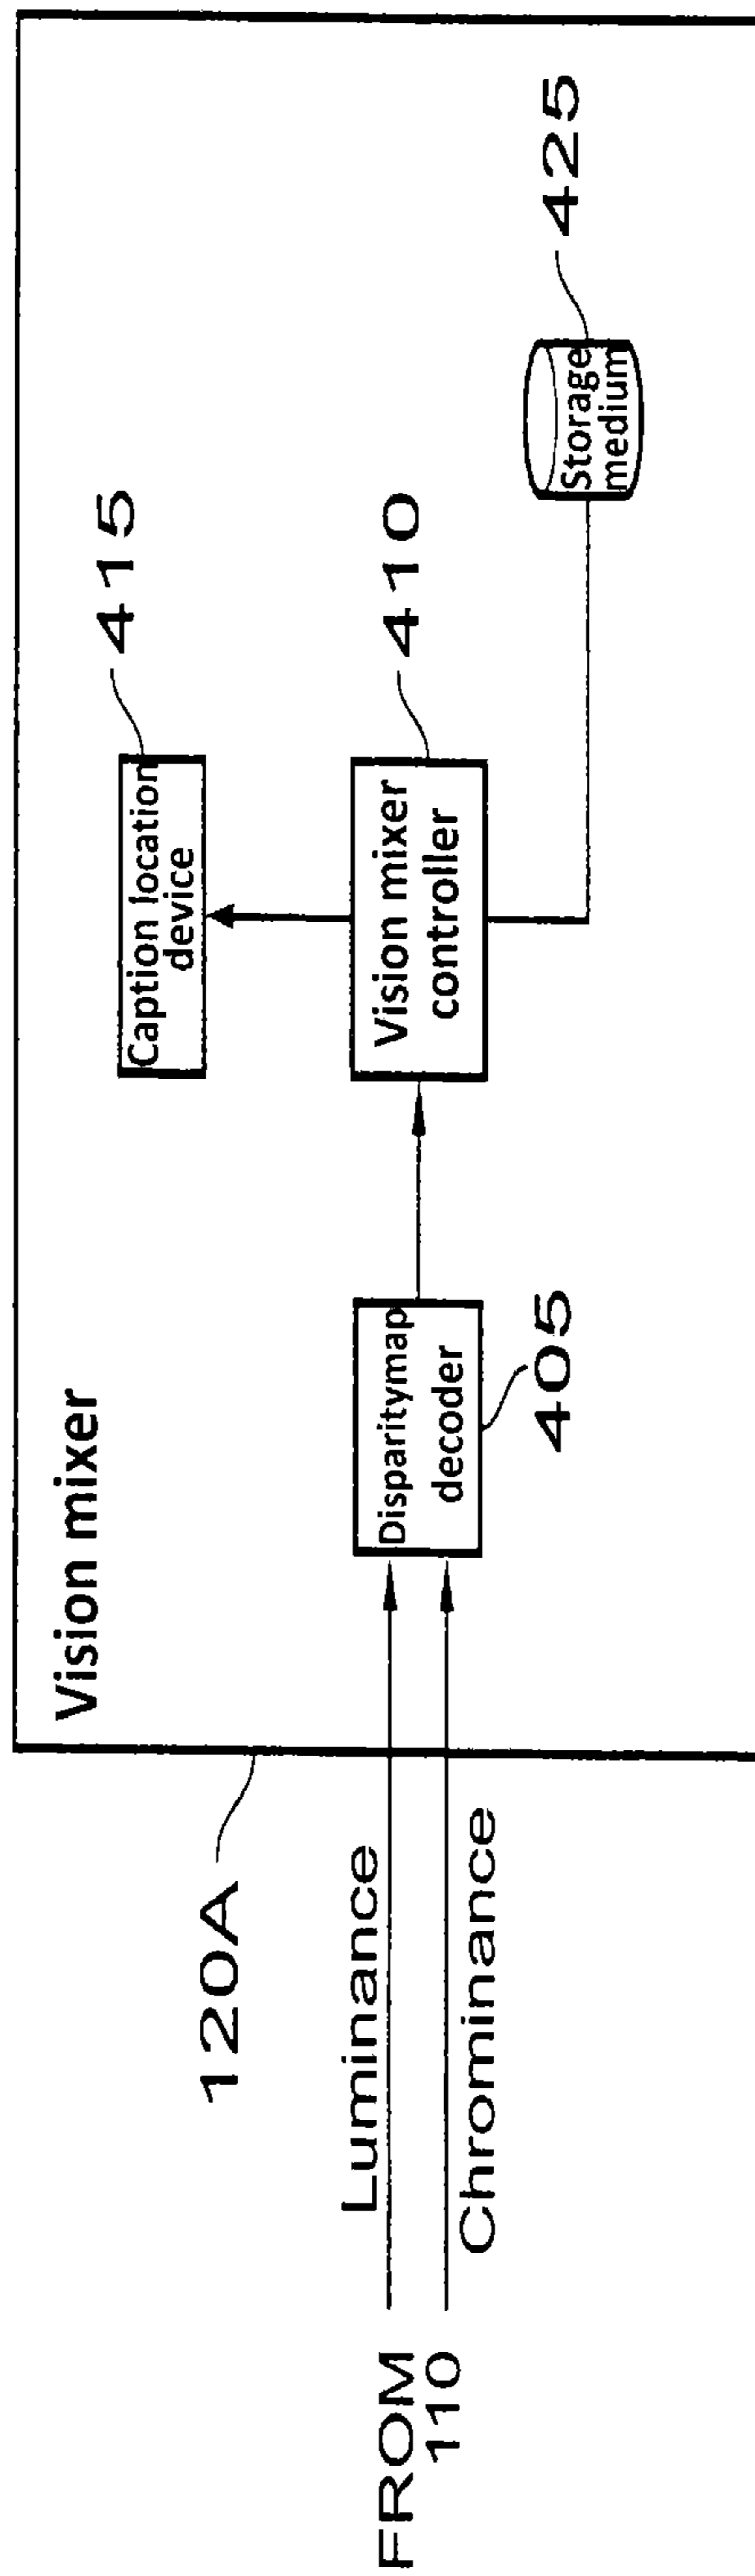 Vision mixer
Caption location
device
415
Vision mixer
controller
410
Storage
medium
425
Disparitymap
decoder
405
120A
Luminance
Chrominance
FROM
110